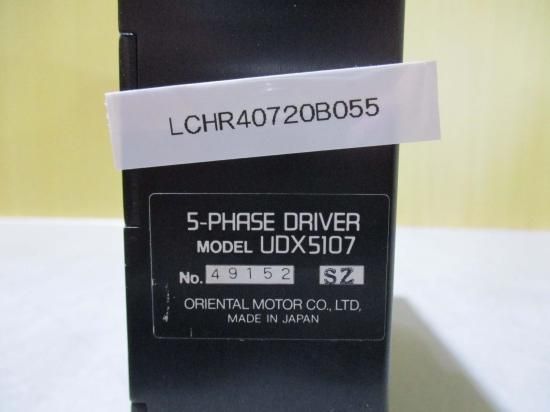 LCHR40720B055
5-PHASE DRIVER
MODEL UDX5107
No. 49152 SZ
ORIENTAL MOTOR CO., LTD.
MADE IN JAPAN